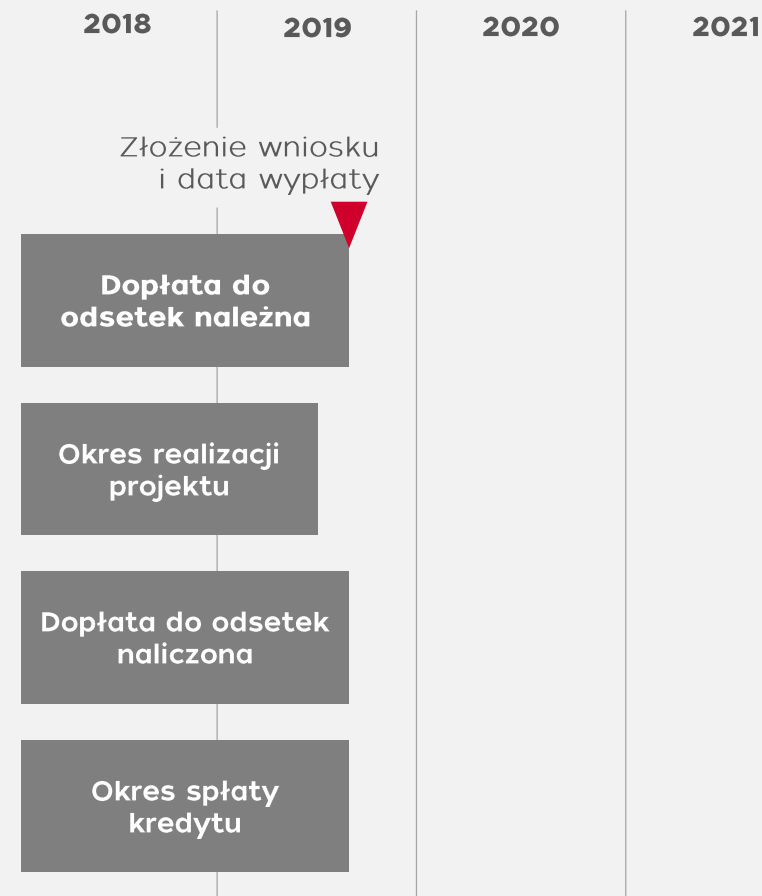 2018
2019
2020
2021
Złożenie wniosku
i data wypłaty
Dopłata do
odsetek należna
Okres realizacji
projektu
Dopłata do odsetek
naliczona
Okres spłaty
kredytu